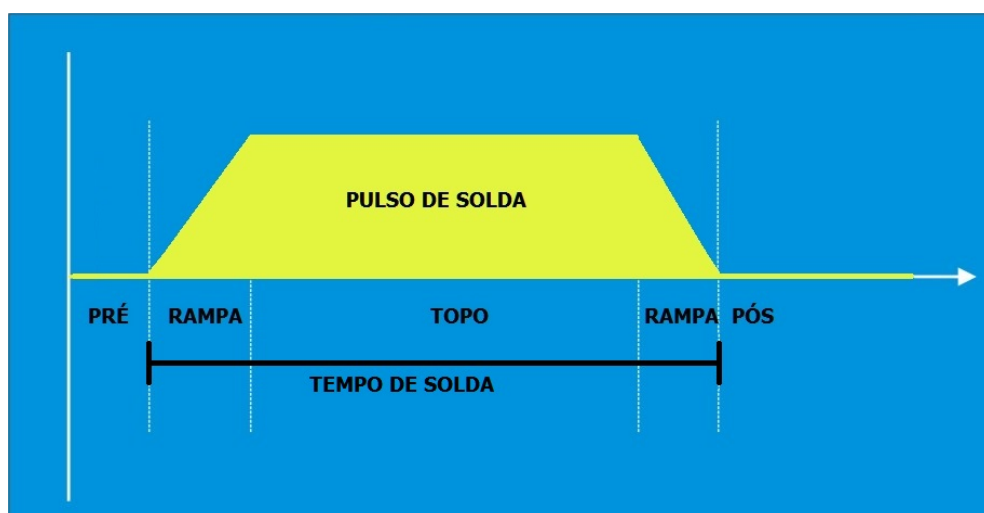 PULSO DE SOLDA
PRÉ RAMPA TOPO RAMPA PÓS
TEMPO DE SOLDA